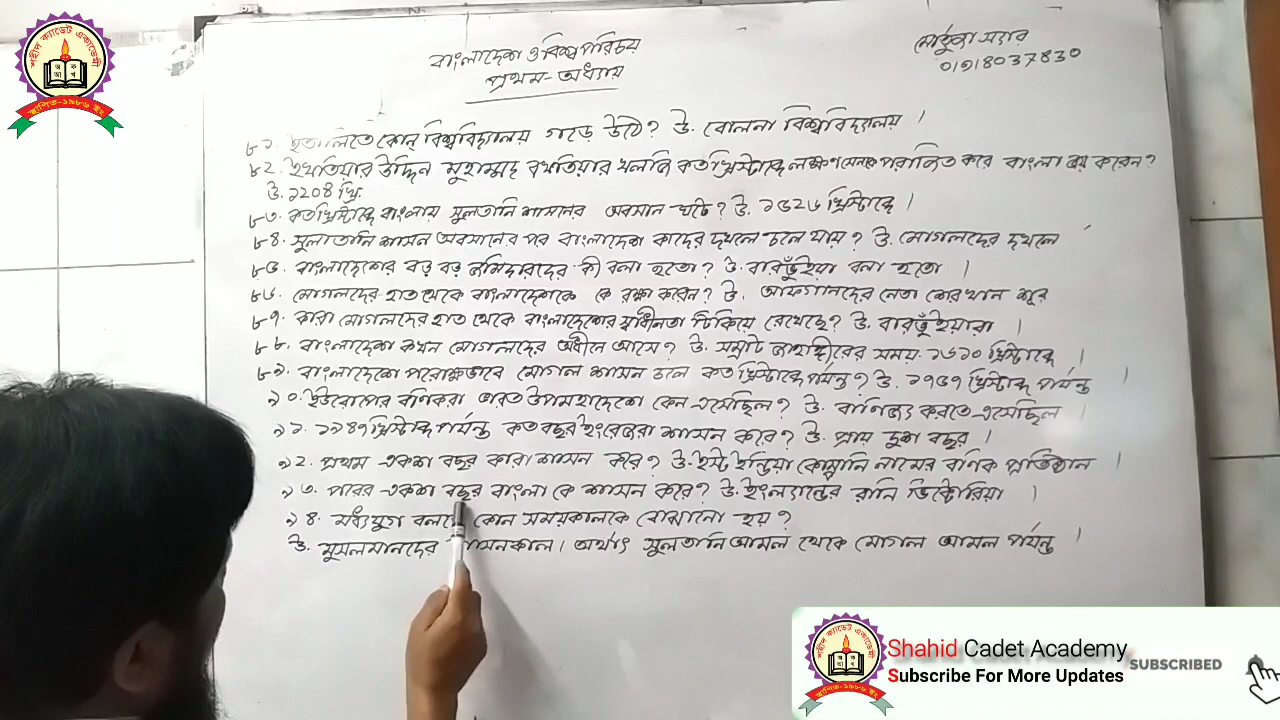 বাংলাদেশ ও বিশ্বপরিচয়
প্রথম-অধ্যায়
01918037830
৮১. ইতালিতে কোন বিশ্ববিদ্যালয় গড়ে উঠে? উ. বোলনা বিশ্ববিদ্যালয়।
৮২. ইখতিয়ার উদ্দিন মুহাম্মদ বখতিয়ার খলজি কত খ্রিস্টাব্দে লক্ষণসেনকে পরাজিত করে বাংলা জয় করেন?
উ. ১২০৪ খ্রি.
৮৩. কত খ্রিস্টাব্দে বাংলায় সুলতানি শাসনের অবসান ঘটে? উ. ১৫২৬ খ্রিস্টাব্দে।
৮৪. সুলাতানি শাসন অবসানের পর বাংলাদেশ কাদের দখলে চলে যায়? উ. মোগলদের দখলে
৮৫. বাংলাদেশের বড় বড় জমিদারদের কী বলা হতো? উ. বারভূঁইয়া বলা হতো।
৮৬. মোগলদের হাত থেকে বাংলাদেশকে কে রক্ষা করেন? উ. আফগানদের নেতা শের খান শূর
৮৭. কারা মোগলদের হাত থেকে বাংলাদেশের স্বাধীনতা টিকিয়ে রেখেছে? উ. বারভূঁইয়ারা।
৮৮. বাংলাদেশ কখন মোগলদের অধীনে আসে? উ. সম্রাট জাহাঙ্গীরের সময়. ১৬১০ খ্রিস্টাব্দে।
৮৯. বাংলাদেশে পরোক্ষভাবে মোগল শাসন চলে কত খ্রিস্টাব্দে পর্যন্ত? উ. ১৭৫৭ খ্রিস্টাব্দ পর্যন্ত।
৯০. ইউরোপের বণিকরা ভারত উপমহাদেশে কেন এসেছিল? উ. বাণিজ্য করতে এসেছিল।
৯১. ১৯৪৭ খ্রিস্টাব্দ পর্যন্ত কত বছর ইংরেজরা শাসন করে? উ. প্রায় দুশ বছর।
৯২. প্রথম একশ বছর কারা শাসন করে? উ. ইস্ট ইন্ডিয়া কোম্পানি নামের বণিক প্রতিষ্ঠান
৯৩. পরের একশ বছর বাংলা কে শাসন করে? উ. ইংল্যান্ডের রানি ভিক্টোরিয়া।
৯৪. মধ্যযুগ বলতে কোন সময়কালকে বোঝানো হয়?
উ. মুসলমানদের শাসনকাল। অর্থাৎ সুলতানি আমল থেকে মোগল আমল পর্যন্ত।
শহীদ ক্যাডেট একাডেমী
স্থাপিত-১৯৮৬ ইং
Shahid Cadet Academy
Subscribe For More Updates
SUBSCRIBED